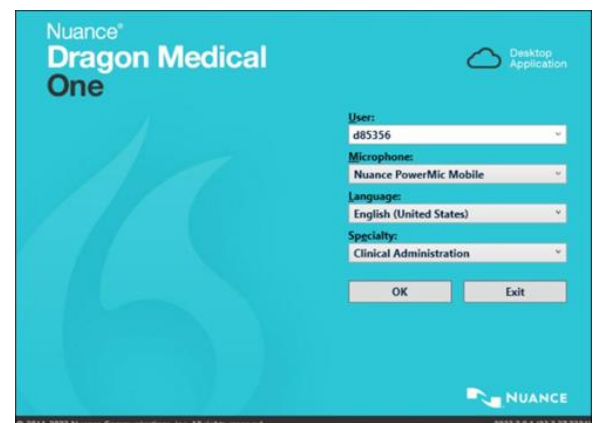 Nuance®
Dragon Medical
One
Desktop
Application
User:
d85356
Microphone:
Nuance PowerMic Mobile
Language:
English (United States)
Specialty:
Clinical Administration
OK
Exit
NUANCE